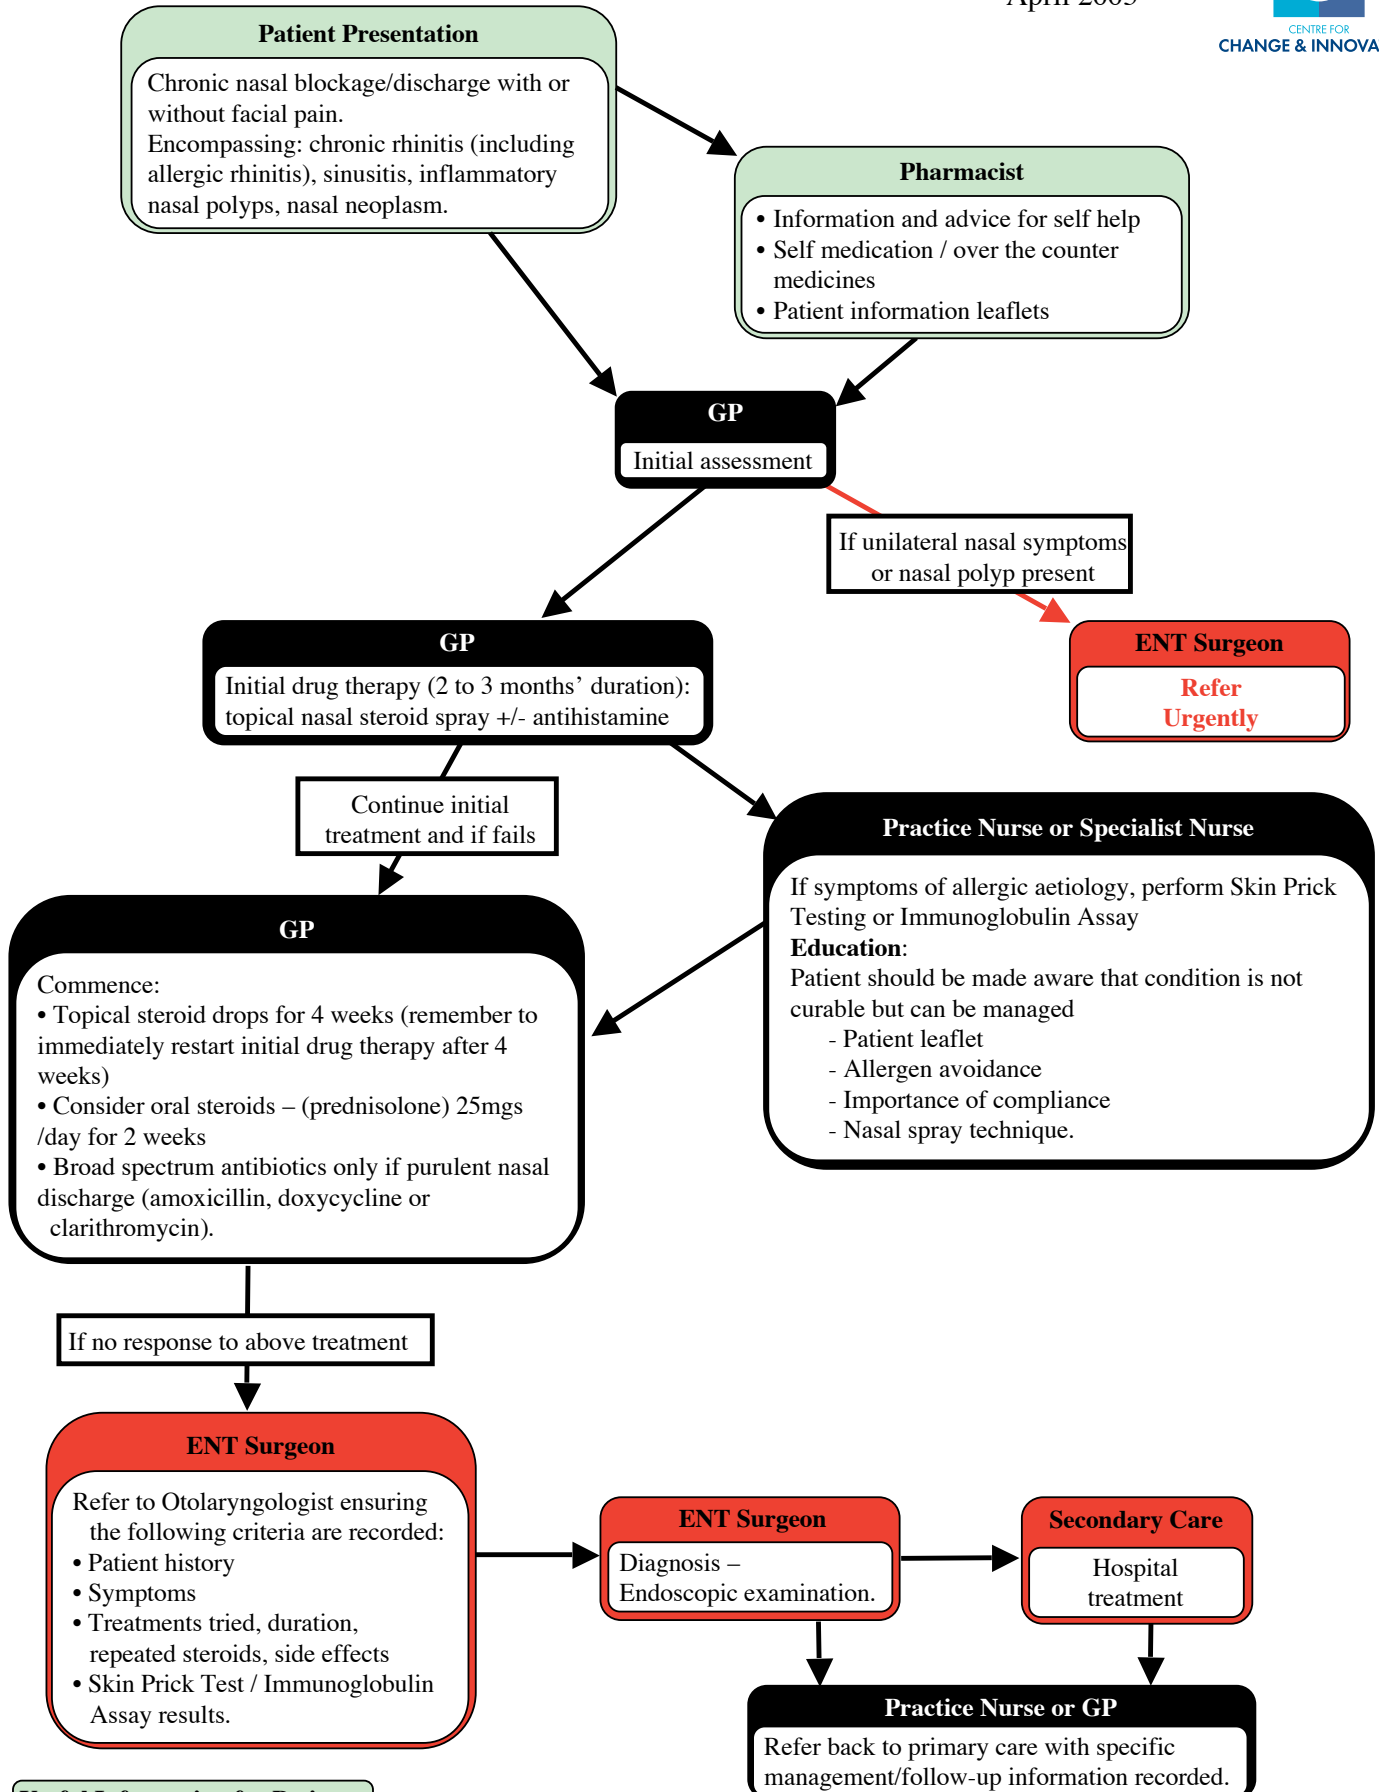 April 2005
CENTRE FOR
CHANGE & INNOVA
Patient Presentation
Chronic nasal blockage/discharge with or
without facial pain.
Encompassing: chronic rhinitis (including
allergic rhinitis), sinusitis, inflammatory
nasal polyps, nasal neoplasm.
Pharmacist
• Information and advice for self help
• Self medication / over the counter
medicines
• Patient information leaflets
GP
Initial assessment
If unilateral nasal symptoms
or nasal polyp present
ENT Surgeon
Refer
Urgently
GP
Initial drug therapy (2 to 3 months’ duration):
topical nasal steroid spray +/- antihistamine
Continue initial
treatment and if fails
Practice Nurse or Specialist Nurse
If symptoms of allergic aetiology, perform Skin Prick
Testing or Immunoglobulin Assay
Education:
Patient should be made aware that condition is not
curable but can be managed
- Patient leaflet
- Allergen avoidance
- Importance of compliance
- Nasal spray technique.
GP
Commence:
• Topical steroid drops for 4 weeks (remember to
immediately restart initial drug therapy after 4
weeks)
• Consider oral steroids – (prednisolone) 25mgs
/day for 2 weeks
• Broad spectrum antibiotics only if purulent nasal
discharge (amoxicillin, doxycycline or
clarithromycin).
If no response to above treatment
ENT Surgeon
Refer to Otolaryngologist ensuring
the following criteria are recorded:
• Patient history
• Symptoms
• Treatments tried, duration,
repeated steroids, side effects
• Skin Prick Test / Immunoglobulin
Assay results.
ENT Surgeon
Diagnosis –
Endoscopic examination.
Secondary Care
Hospital
treatment
Practice Nurse or GP
Refer back to primary care with specific
management/follow-up information recorded.